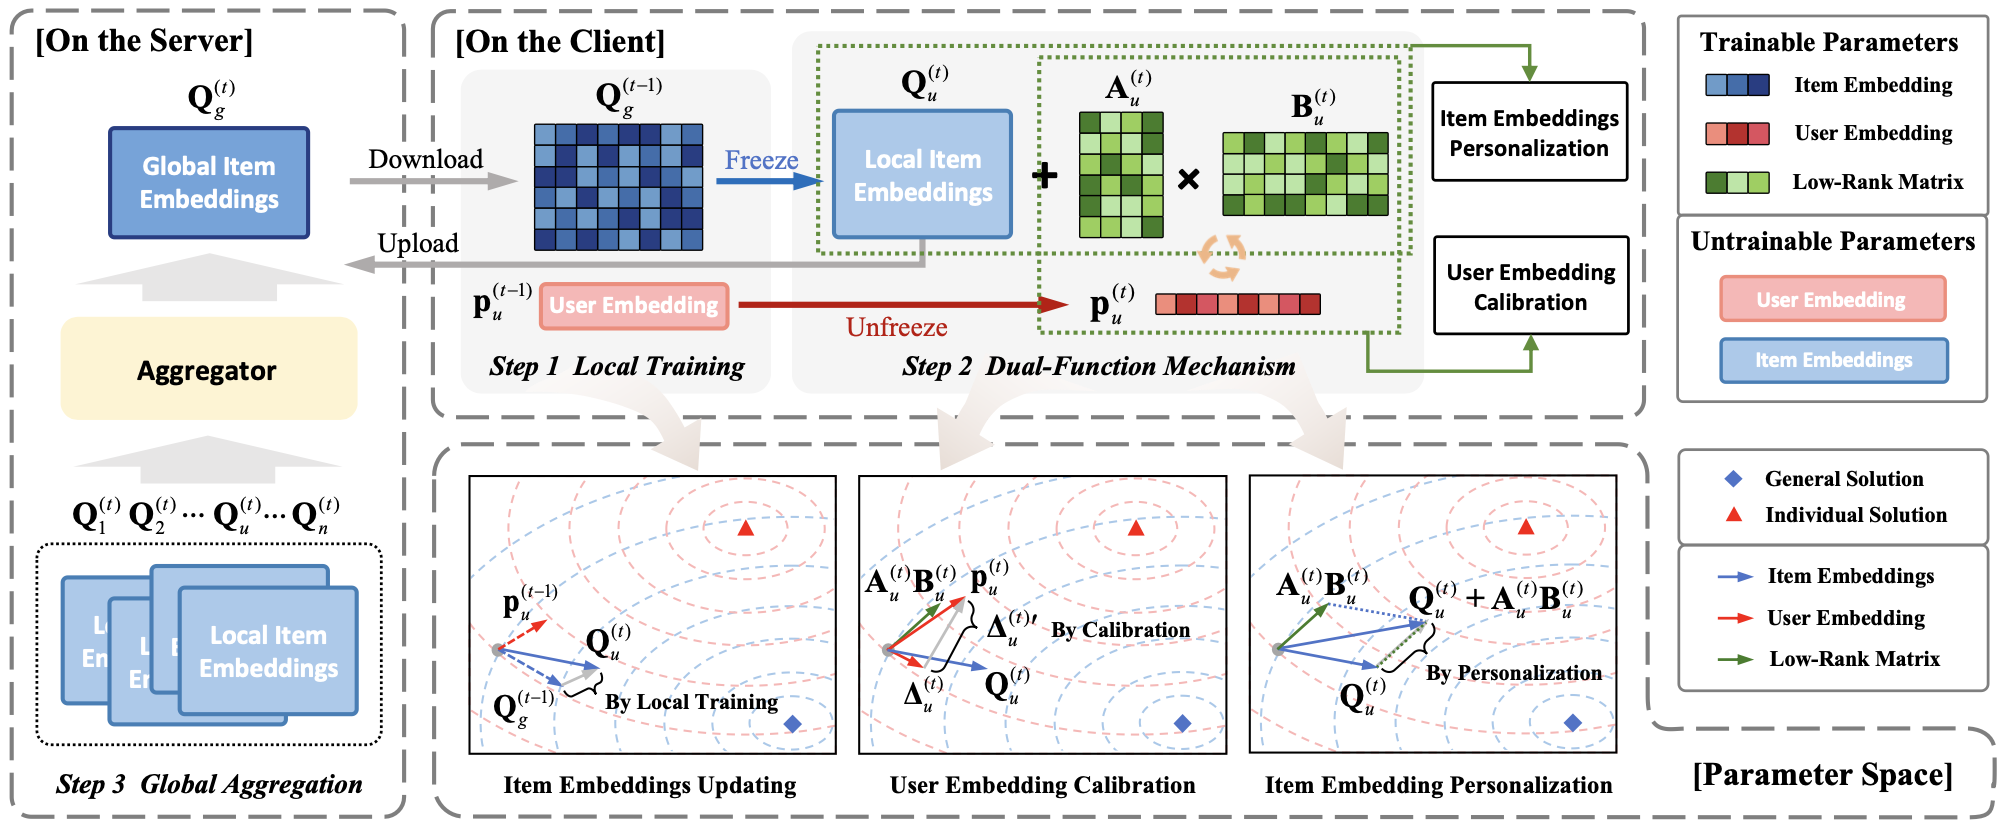 [On the Server]
Q_g^(t)
Global Item
Embeddings
Aggregator
Q_1^(t) Q_2^(t) ··· Q_u^(t) ··· Q_n^(t)
Lo
En
L
E
En
Local Item
Embeddings
Step 3 Global Aggregation
Download
Upload
[On the Client]
Q_g^(t−1)
p_u^(t−1)
User Embedding
Step 1 Local Training
Freeze
Unfreeze
Q_u^(t)
Local Item
Embeddings
+
A_u^(t)
×
B_u^(t)
p_u^(t)
Step 2 Dual-Function Mechanism
Item Embeddings
Personalization
User Embedding
Calibration
Trainable Parameters
Item Embedding
User Embedding
Low-Rank Matrix
Untrainable Parameters
User Embedding
Item Embeddings
General Solution
Individual Solution
Item Embeddings
User Embedding
Low-Rank Matrix
p_u^(t−1)
Q_u^(t)
Q_g^(t−1)
By Local Training
Item Embeddings Updating
A_u^(t)B_u^(t)
p_u^(t)
Δ_u^(t)′
By Calibration
Δ_u^(t)
Q_u^(t)
User Embedding Calibration
A_u^(t)B_u^(t)
Q_u^(t) + A_u^(t)B_u^(t)
By Personalization
Q_u^(t)
Item Embedding Personalization
[Parameter Space]